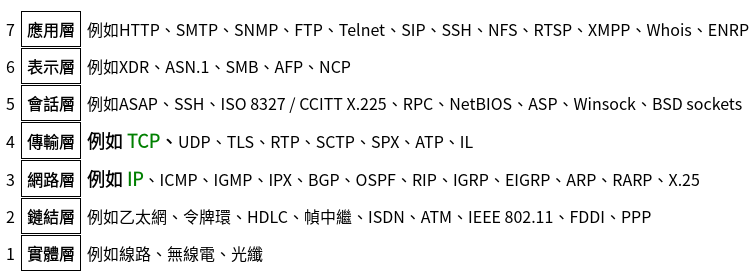 7 應用層 例如HTTP、SMTP、SNMP、FTP、Telnet、SIP、SSH、NFS、RTSP、XMPP、Whois、ENRP
6 表示層 例如XDR、ASN.1、SMB、AFP、NCP
5 會話層 例如ASAP、SSH、ISO 8327 / CCITT X.225、RPC、NetBIOS、ASP、Winsock、BSD sockets
4 傳輸層 例如 TCP、UDP、TLS、RTP、SCTP、SPX、ATP、IL
3 網路層 例如 IP、ICMP、IGMP、IPX、BGP、OSPF、RIP、IGRP、EIGRP、ARP、RARP、X.25
2 鏈結層 例如乙太網、令牌環、HDLC、幀中繼、ISDN、ATM、IEEE 802.11、FDDI、PPP
1 實體層 例如線路、無線電、光纖